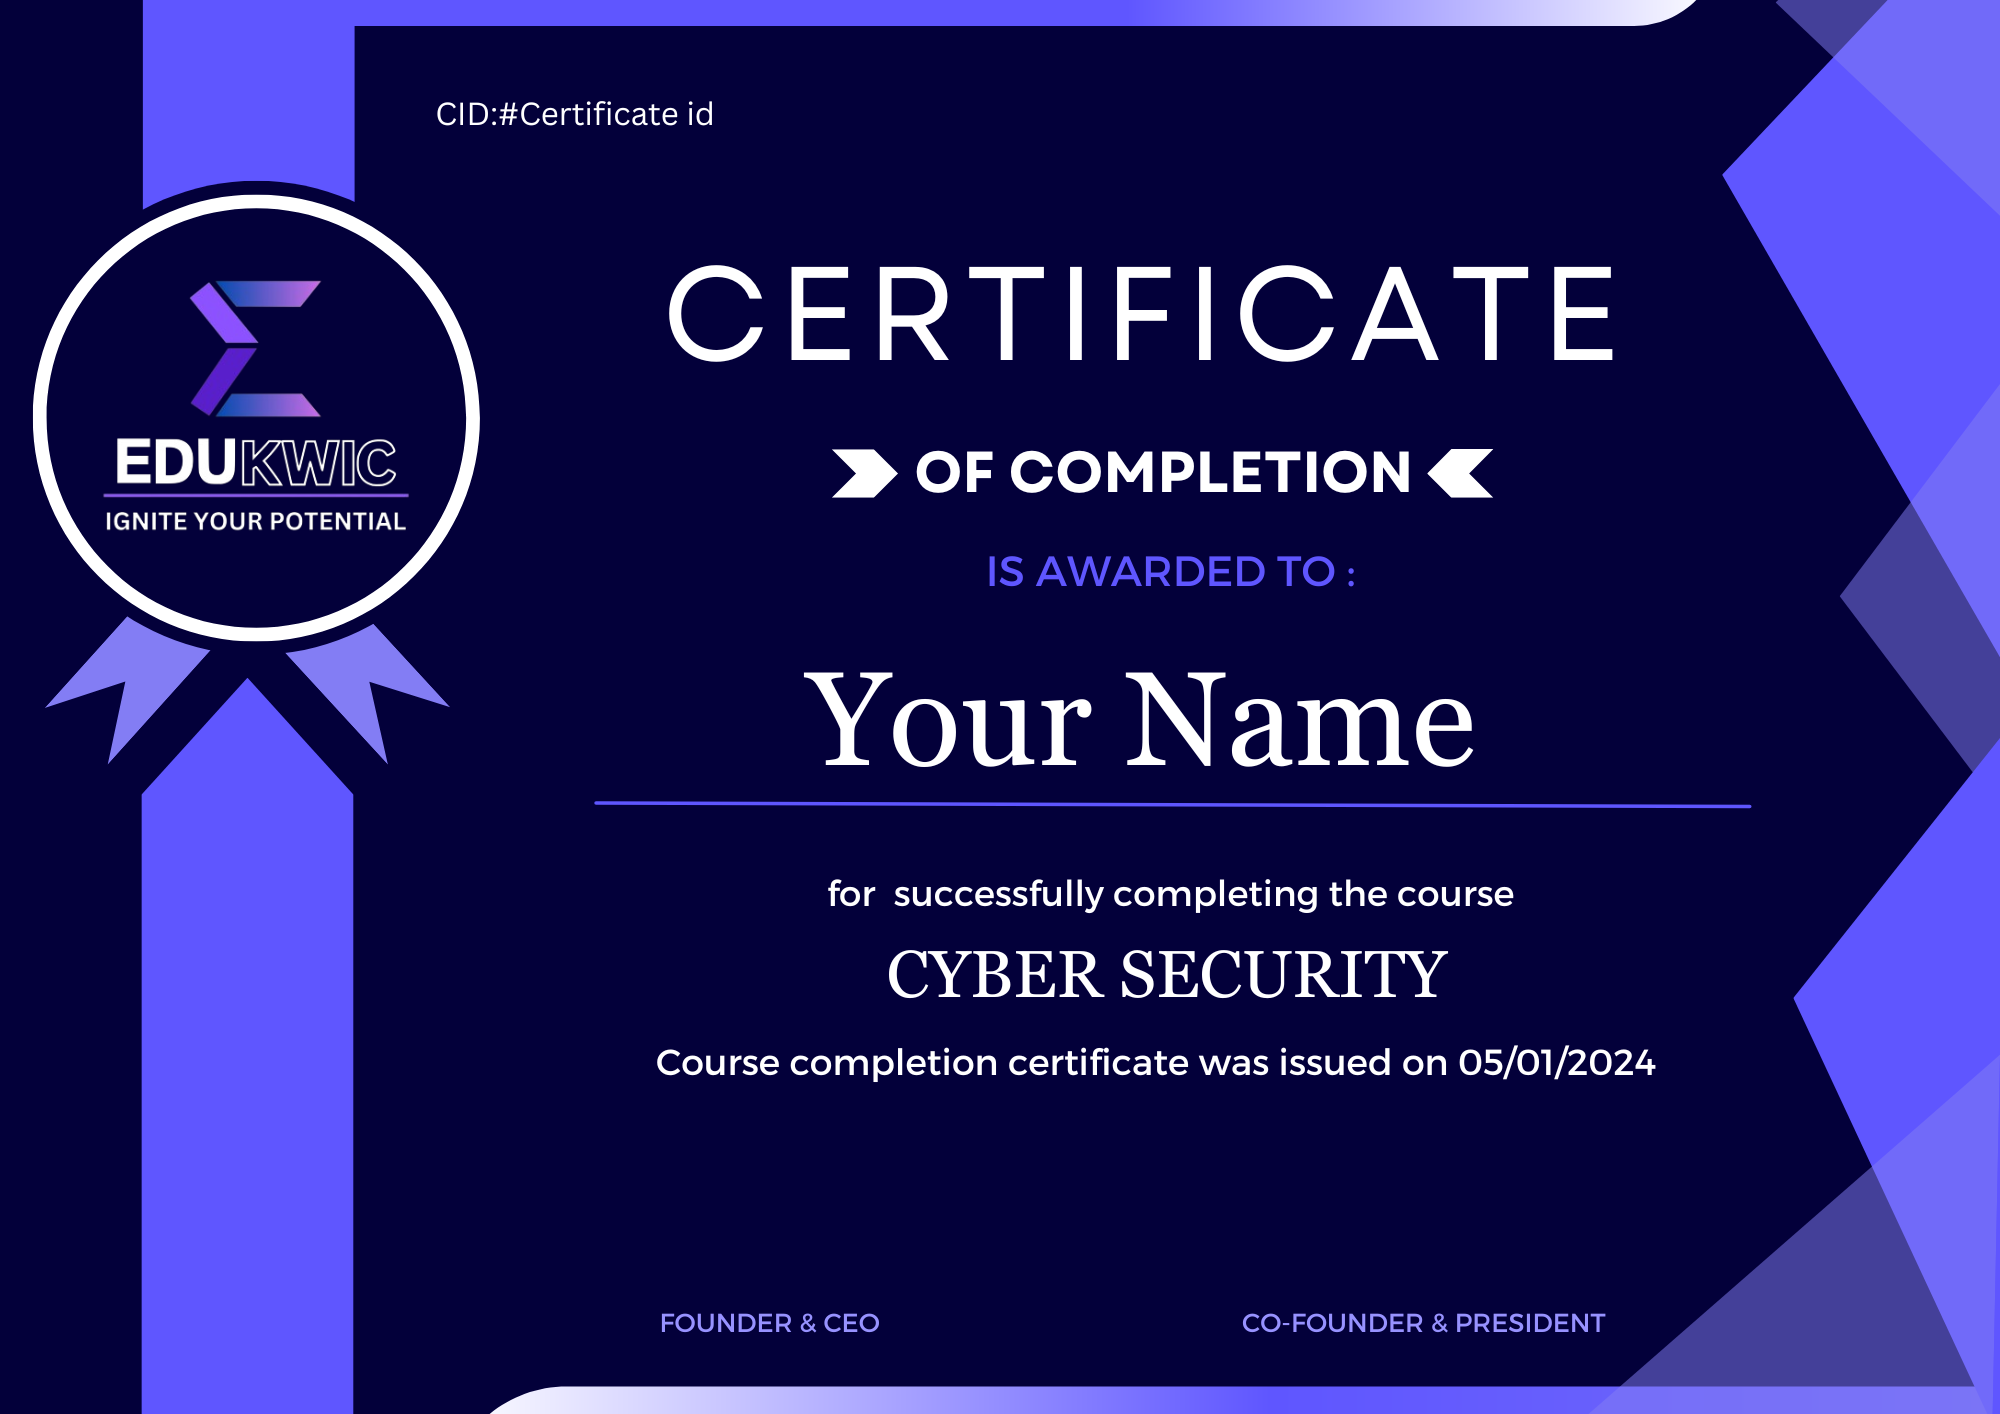 CID:#Certificate id
EDUKWIC
IGNITE YOUR POTENTIAL
CERTIFICATE
OF COMPLETION
IS AWARDED TO :
Your Name
for  successfully completing the course
CYBER SECURITY
Course completion certificate was issued on 05/01/2024
FOUNDER & CEO
CO-FOUNDER & PRESIDENT